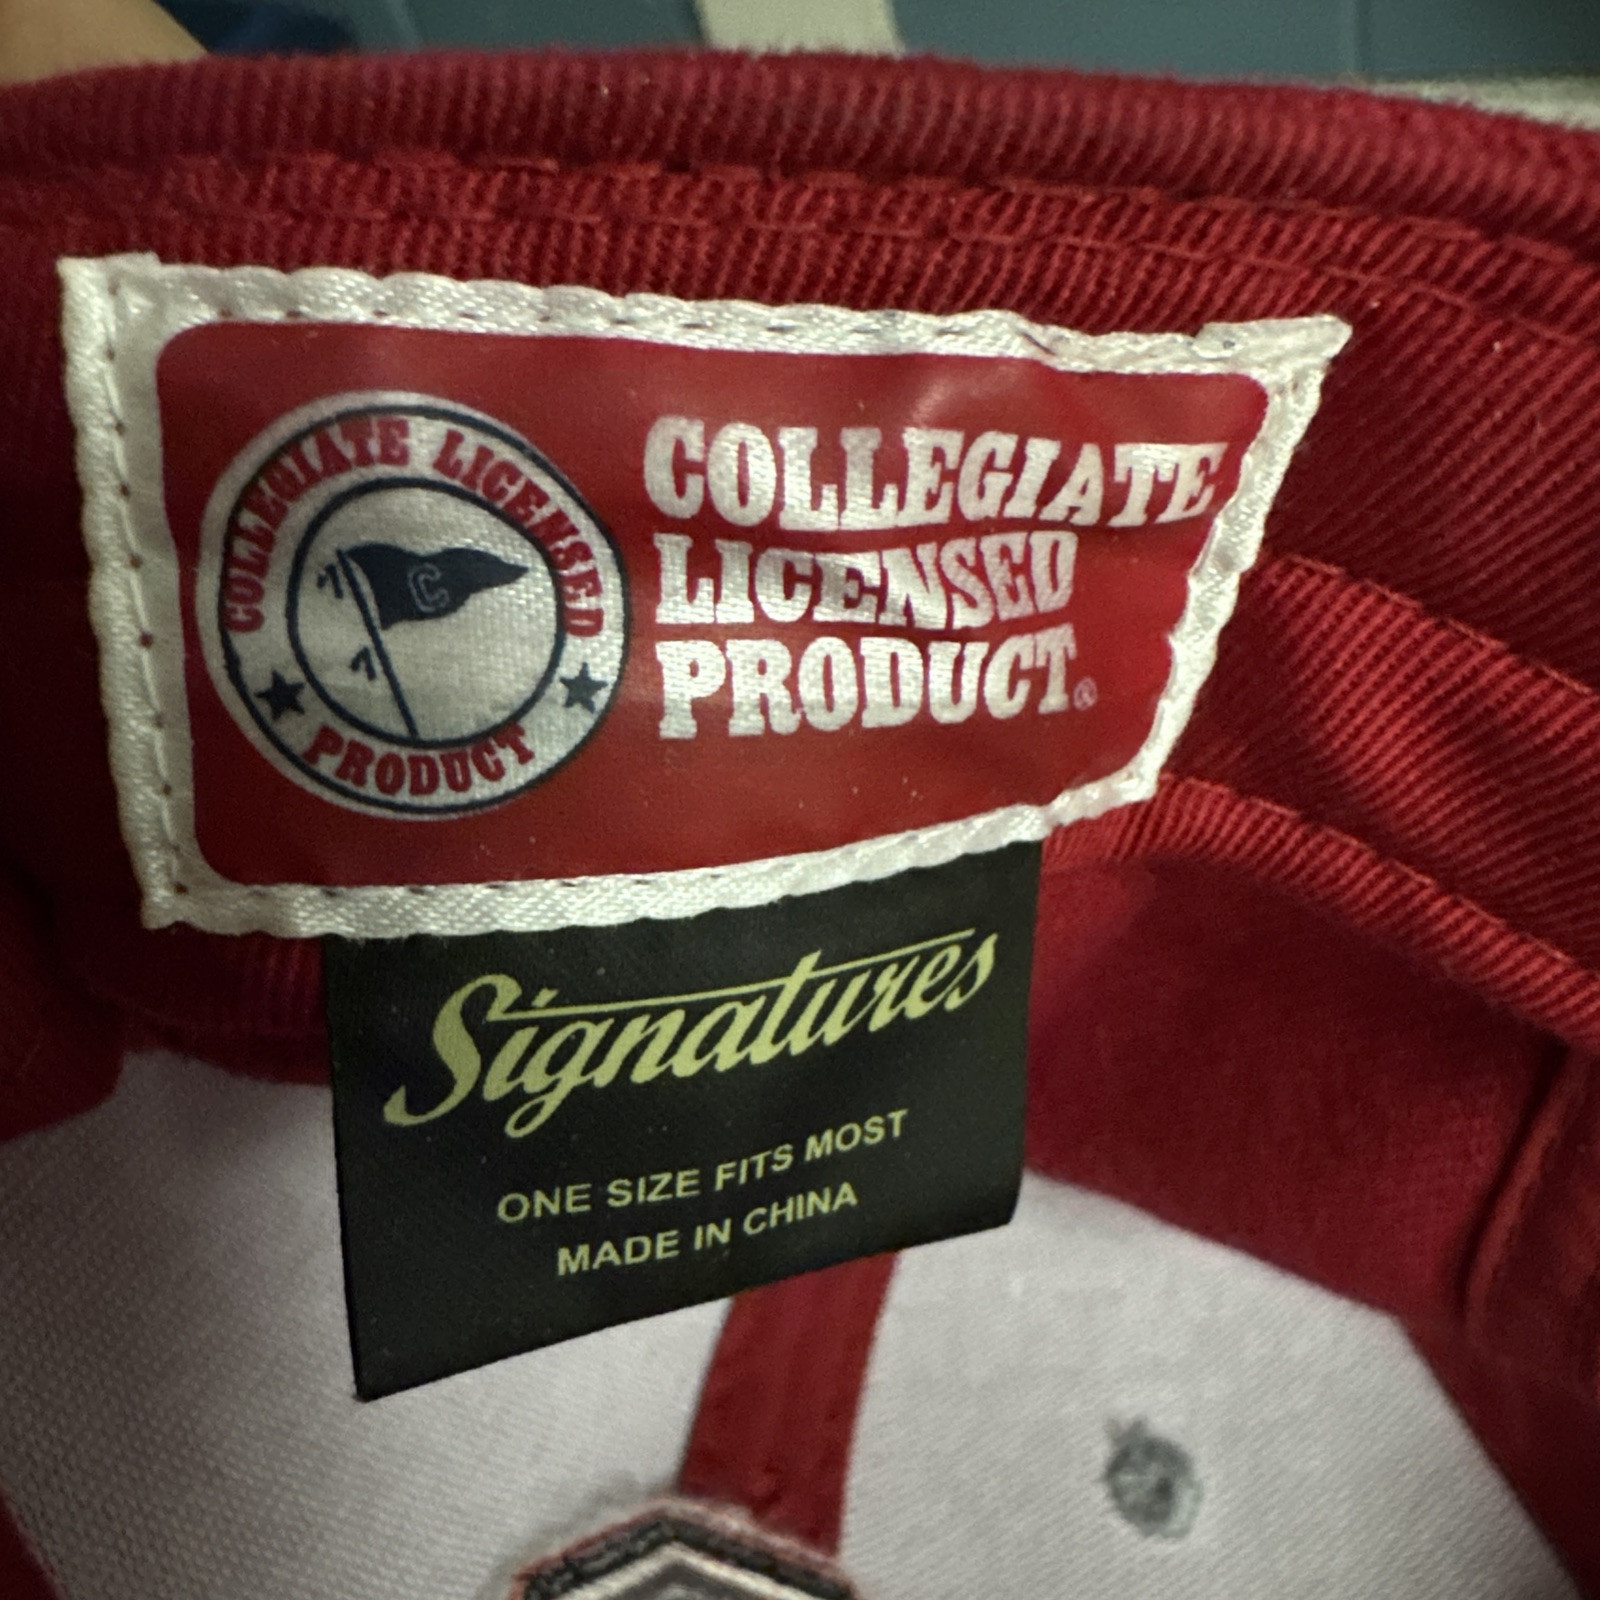 COLLEGIATE LICENSED
C
PRODUCT
COLLEGIATE
LICENSED
PRODUCT®
Signatures
ONE SIZE FITS MOST
MADE IN CHINA